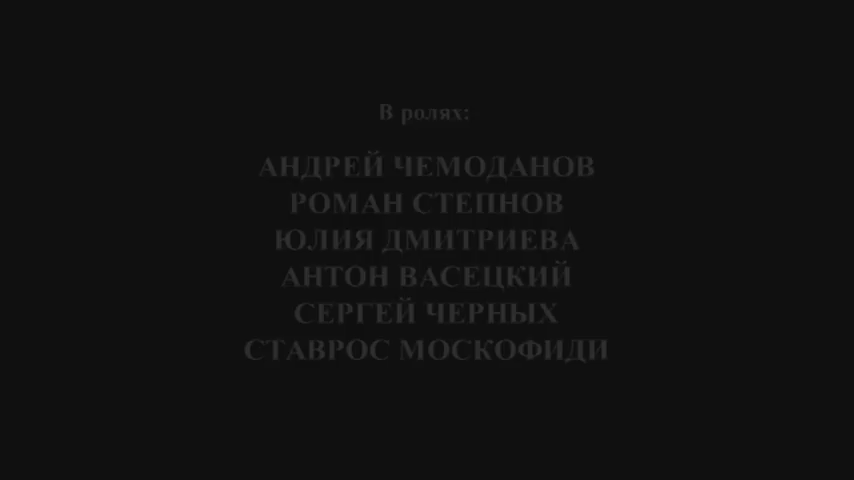 В ролях:
АНДРЕЙ ЧЕМОДАНОВ
РОМАН СТЕПНОВ
ЮЛИЯ ДМИТРИЕВА
АНТОН ВАСЕЦКИЙ
СЕРГЕЙ ЧЕРНЫХ
СТАВРОС МОСКОФИДИ